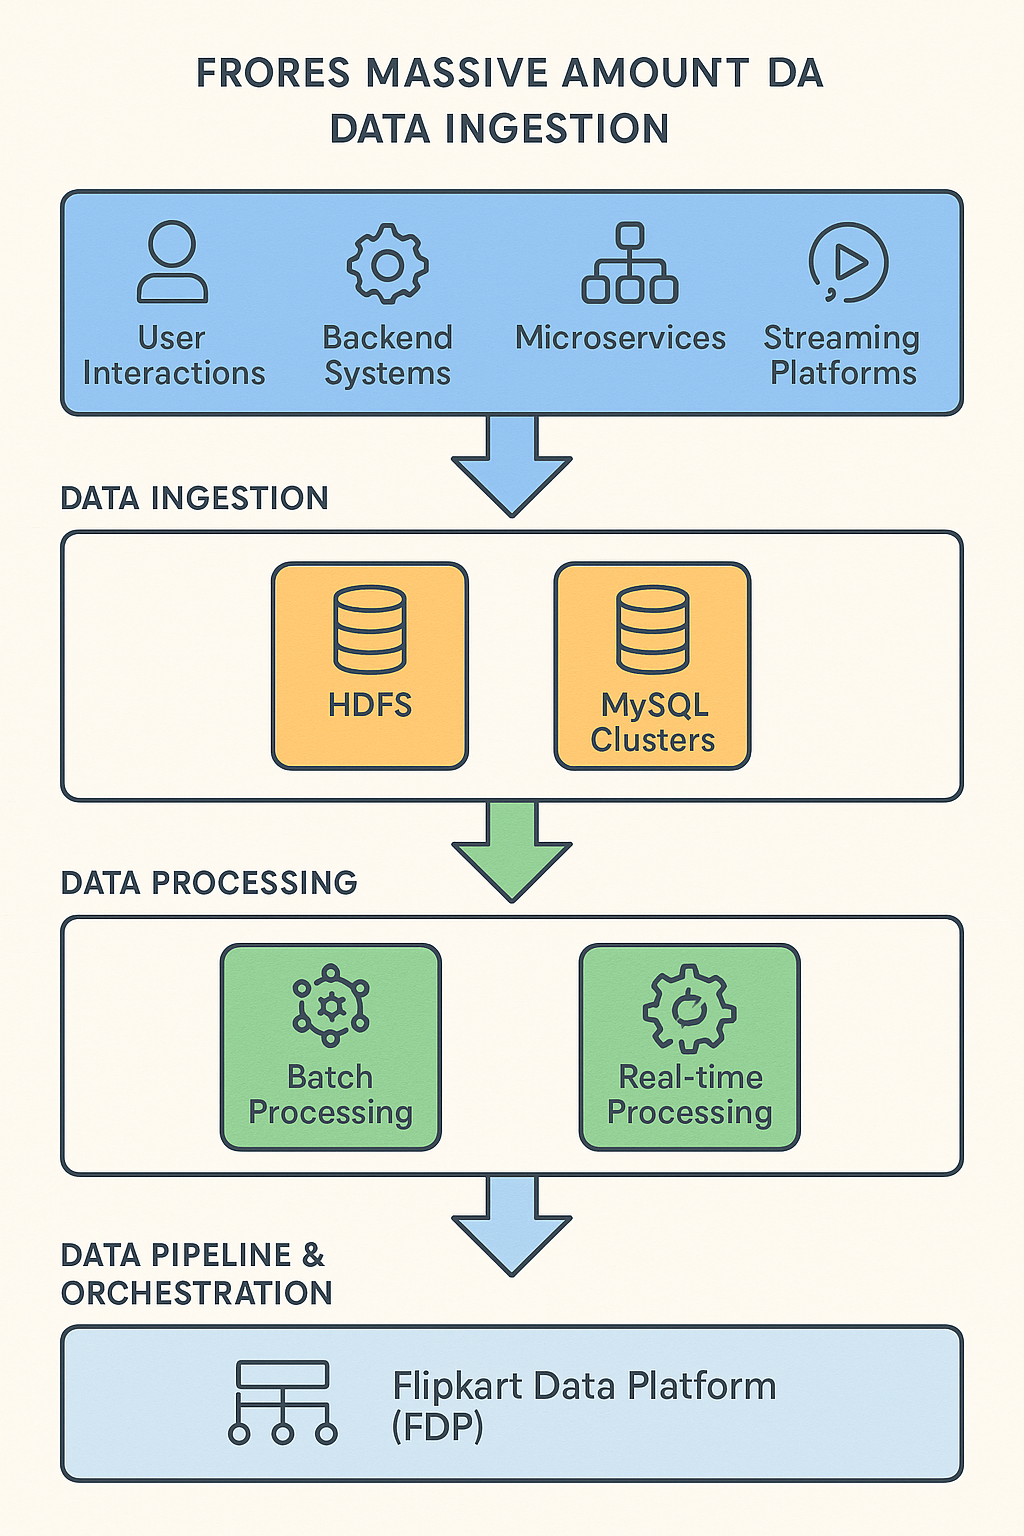 FRORES MASSIVE AMOUNT DA
DATA INGESTION
User
Interactions
Backend
Systems
Microservices
Streaming
Platforms
DATA INGESTION
HDFS
MySQL
Clusters
DATA PROCESSING
Batch
Processing
Real-time
Processing
DATA PIPELINE &
ORCHESTRATION
Flipkart Data Platform
(FDP)